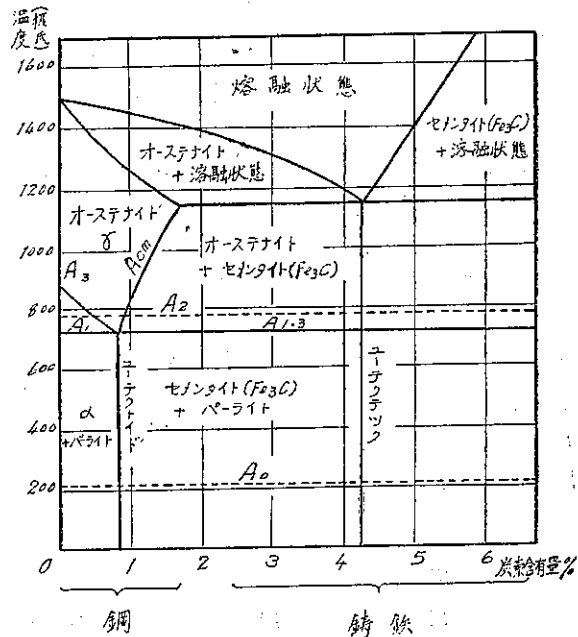 温度(摂氏)
1600
熔融状態
1400
セメンタイト(Fe3C)
+溶融状態
オーステナイト
+溶融状態
1200
オーステナイト
γ
Acm
オーステナイト
+セメンタイト(Fe3C)
1000
A3
800
A2
A1
A1.3
600
ユーテクトイド
セメンタイト(Fe3C)
+パーライト
ユーテクテック
α
+パーライト
400
A0
200
0 1 2 3 4 5 6 炭素含有量%
鋼
鋳鉄